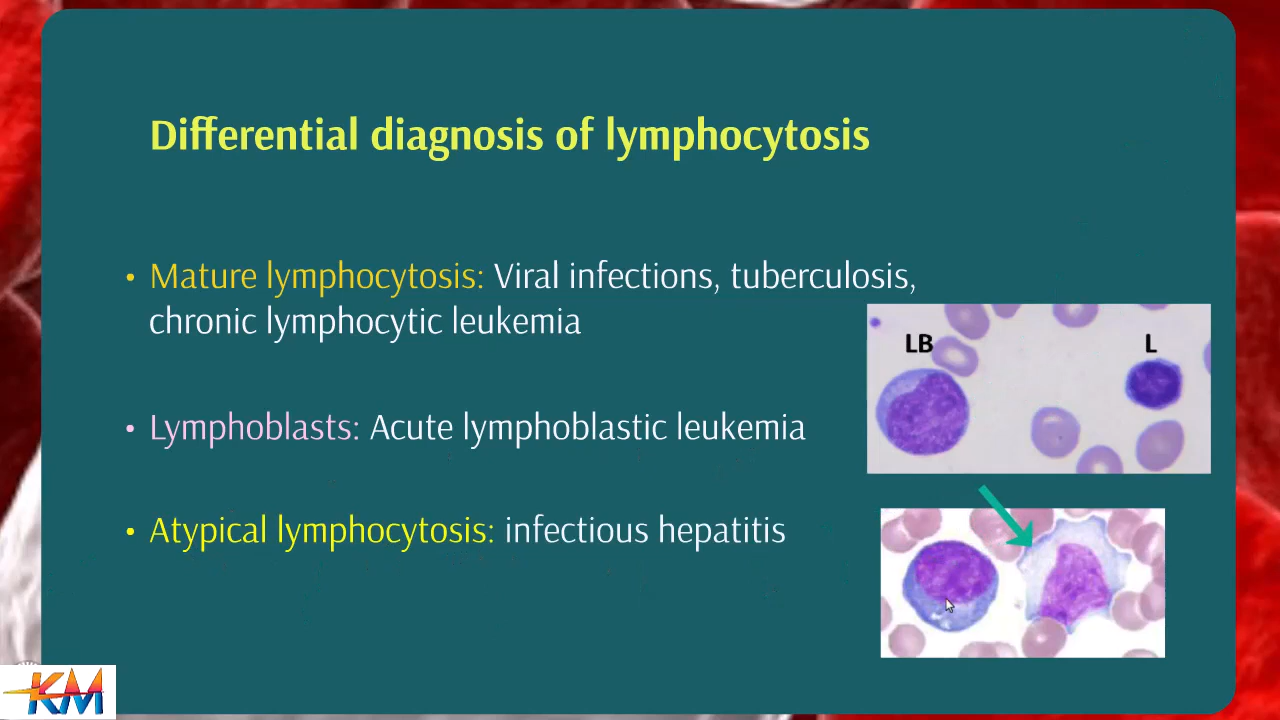 Differential diagnosis of lymphocytosis
• Mature lymphocytosis: Viral infections, tuberculosis,
chronic lymphocytic leukemia
• Lymphoblasts: Acute lymphoblastic leukemia
• Atypical lymphocytosis: infectious hepatitis
LB
L
KM